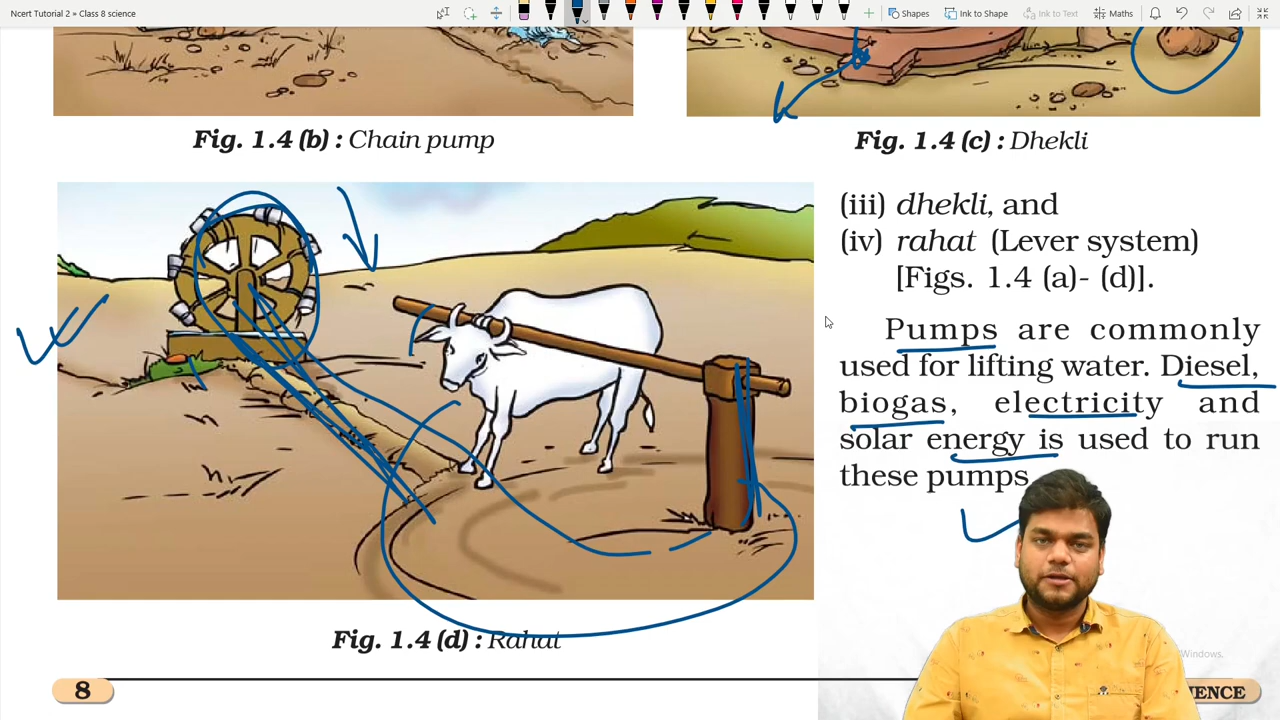 Ncert Tutorial 2 » Class 8 science
Shapes
Ink to Shape
Ink to Text
Maths
Fig. 1.4 (b) : Chain pump
Fig. 1.4 (c) : Dhekli
(iii) dhekli, and
(iv) rahat (Lever system)
[Figs. 1.4 (a)- (d)].
Pumps are commonly
used for lifting water. Diesel,
biogas, electricity and
solar energy is used to run
these pumps
Fig. 1.4 (d) : Rahat
Windows.
8
IENCE